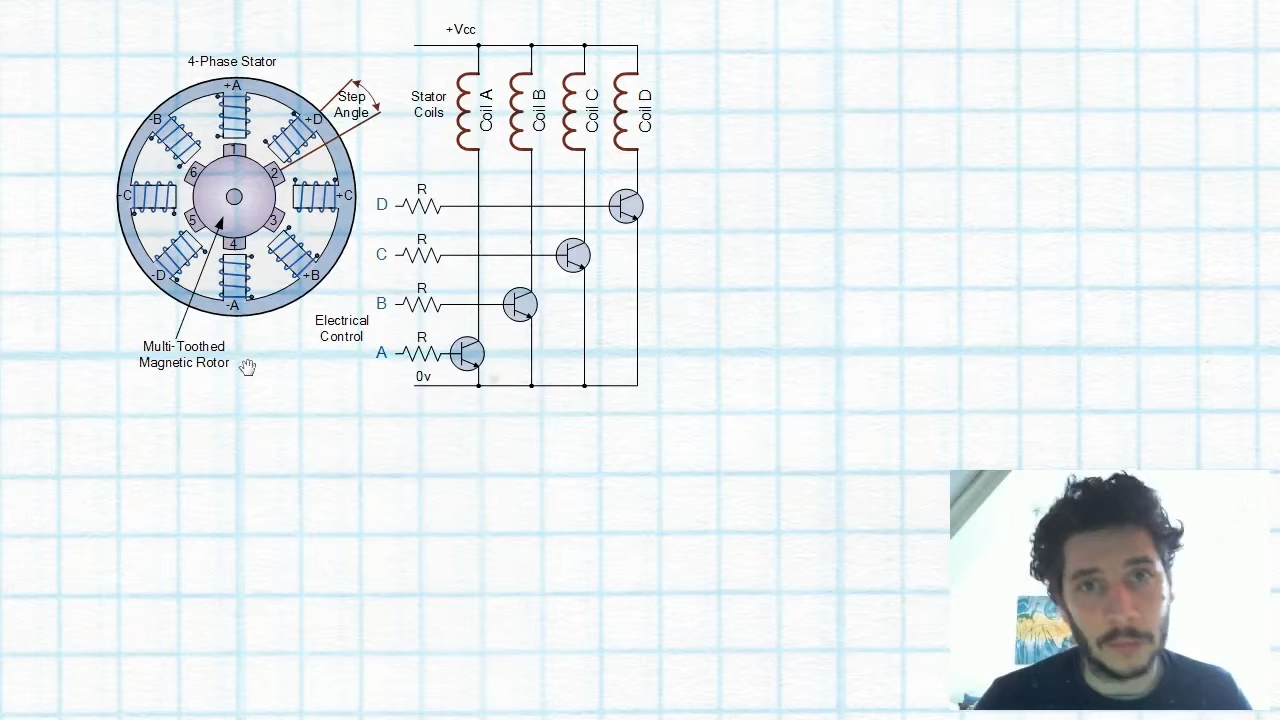 +Vcc
4-Phase Stator
+A
-B
+D
Step
Angle
Stator
Coils
Coil A
Coil B
Coil C
Coil D
1
6
2
-C
+C
5
3
4
-D
+B
-A
R
D
R
C
R
B
R
A
0v
Electrical
Control
Multi-Toothed
Magnetic Rotor